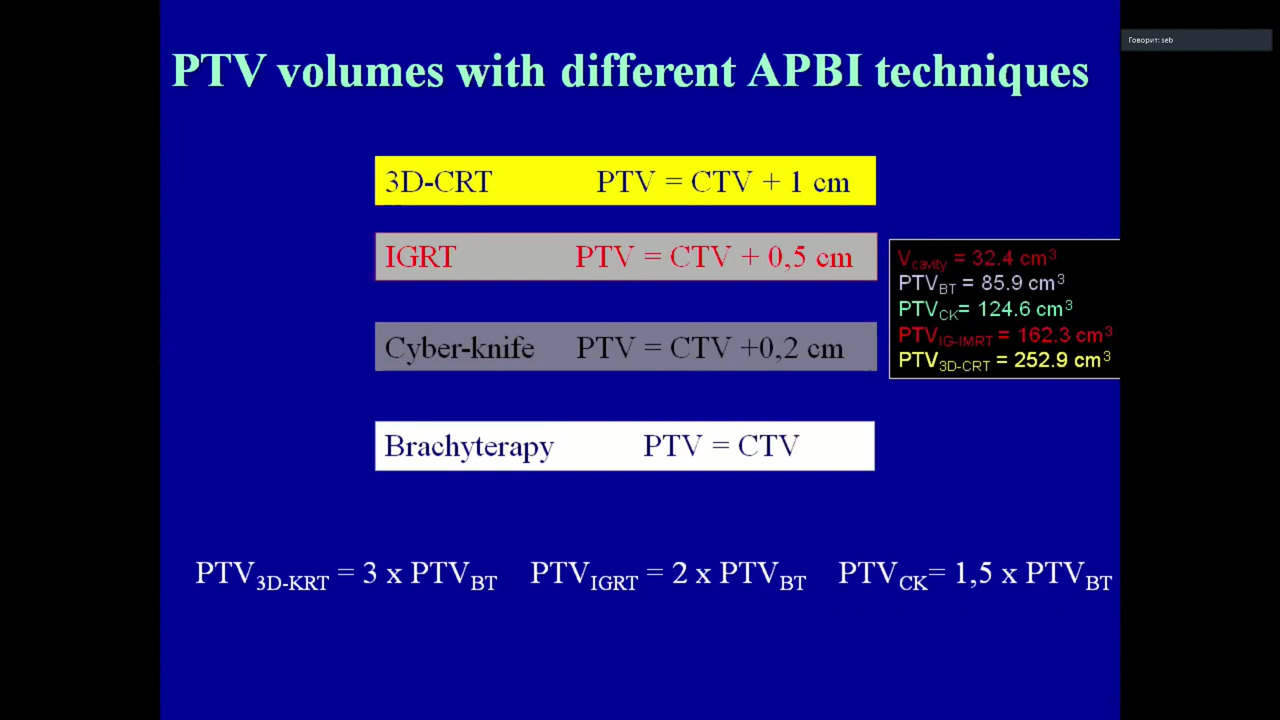 Говорит: seb
PTV volumes with different APBI techniques
3D-CRT PTV = CTV + 1 cm
IGRT PTV = CTV + 0,5 cm
Cyber-knife PTV = CTV +0,2 cm
Brachyterapy PTV = CTV
Vcavity = 32.4 cm³
PTVBT = 85.9 cm³
PTVCK= 124.6 cm³
PTVIG-IMRT = 162.3 cm³
PTV3D-CRT = 252.9 cm³
PTV3D-KRT = 3 x PTVBT PTVIGRT = 2 x PTVBT PTVCK= 1,5 x PTVBT